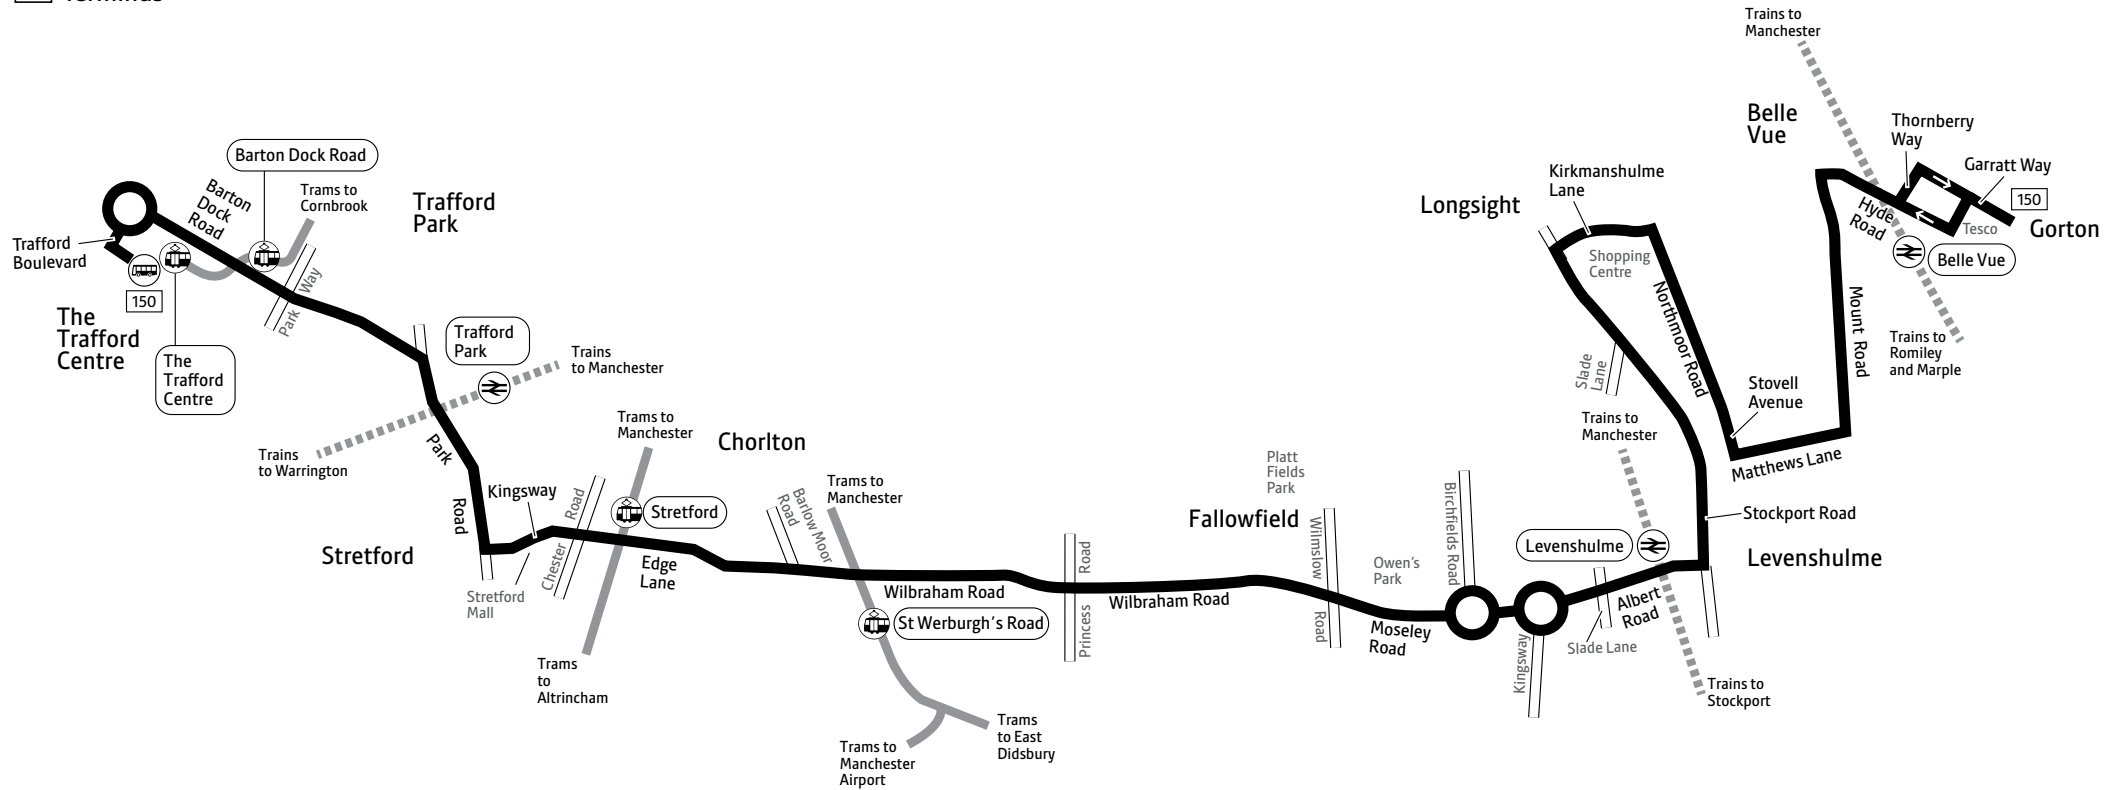 Terminus
Trains to
Manchester
Belle
Vue
Thornberry
Way
Garratt Way
150
Gorton
Tesco
Hyde
Road
Belle Vue
Trains to
Romiley
and Marple
Mount Road
Kirkmanshulme
Lane
Longsight
Shopping
Centre
Northmoor Road
Slade
Lane
Stovell
Avenue
Matthews Lane
Trains to
Manchester
Stockport Road
Levenshulme
Levenshulme
Albert
Road
Slade Lane
Trains to
Stockport
Kingsway
Birchfields Road
Owen's
Park
Moseley
Road
Platt
Fields
Park
Fallowfield
Wilmslow
Road
Wilbraham Road
Princess
Road
Wilbraham Road
St Werburgh's Road
Trams to
Manchester
Barlow Moor
Road
Trams
to East
Didsbury
Trams to
Manchester
Airport
Chorlton
Trams to
Manchester
Stretford
Edge
Lane
Chester
Road
Trams
to
Altrincham
Kingsway
Stretford
Mall
Stretford
Park
Road
Trains
to Warrington
Trafford
Park
Trains
to Manchester
Trafford
Park
Park Way
Trams to
Cornbrook
Barton Dock Road
Barton
Dock
Road
Trafford
Boulevard
150
The
Trafford
Centre
The
Trafford
Centre